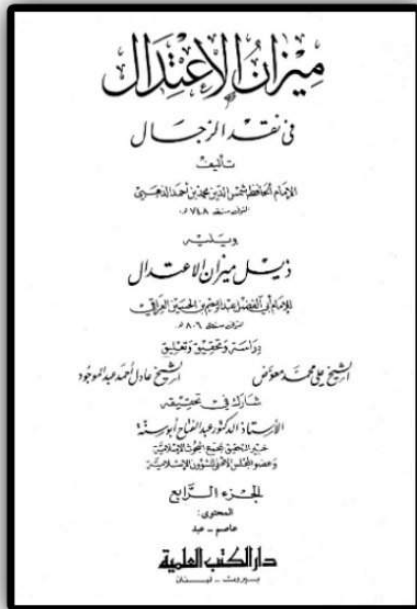 ميزان الاعتدال
في نقد الرجال
تأليف
الإمام الحافظ شمس الدين محمد بن أحمد الذهبي
المتوفى سنة ٧٤٨ هـ
ويليه
ذيل ميزان الاعتدال
للإمام أبي الفضل عبد الرحيم بن الحسين العراقي
المتوفى سنة ٨٠٦ هـ
دراسة وتحقيق وتعليق
الشيخ علي محمد معوض الشيخ عادل أحمد عبد الموجود
شارك في تحقيقه
الأستاذ الدكتور عبد الفتاح أبو سنة
خبير التحقيق بمجمع البحوث الإسلامية
وعضو المجلس الأعلى للشؤون الإسلامية
الجزء الرابع
المحتوى:
عاصم - عبد
دار الكتب العلمية
بيروت - لبنان